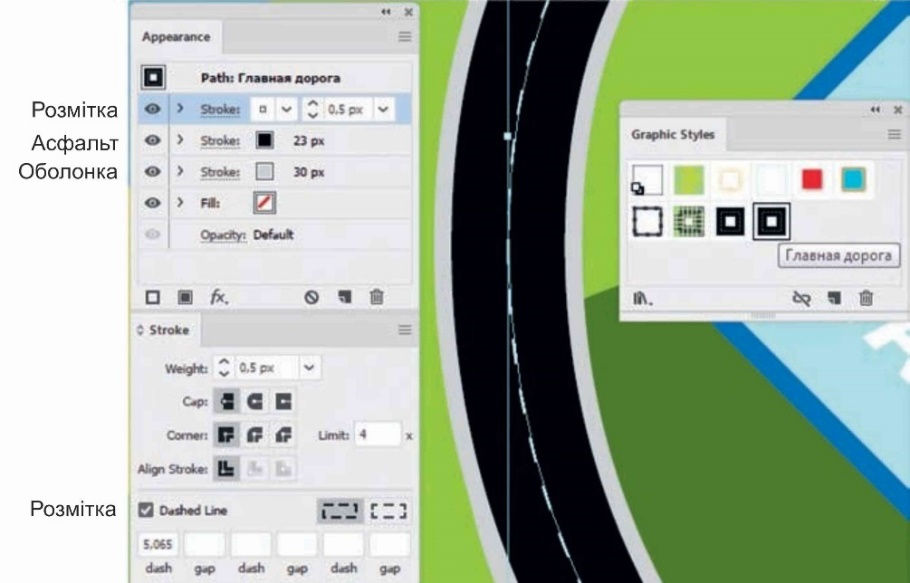 Appearance
Path: Главная дорога
Розмітка
Stroke: 0,5 px
Асфальт
Stroke: 23 px
Оболонка
Stroke: 30 px
Fill:
Opacity: Default
fx.
Graphic Styles
Главная дорога
Stroke
Weight: 0,5 px
Cap:
Corner: Limit: 4 x
Align Stroke:
Розмітка
Dashed Line
5,065
dash gap dash gap dash gap